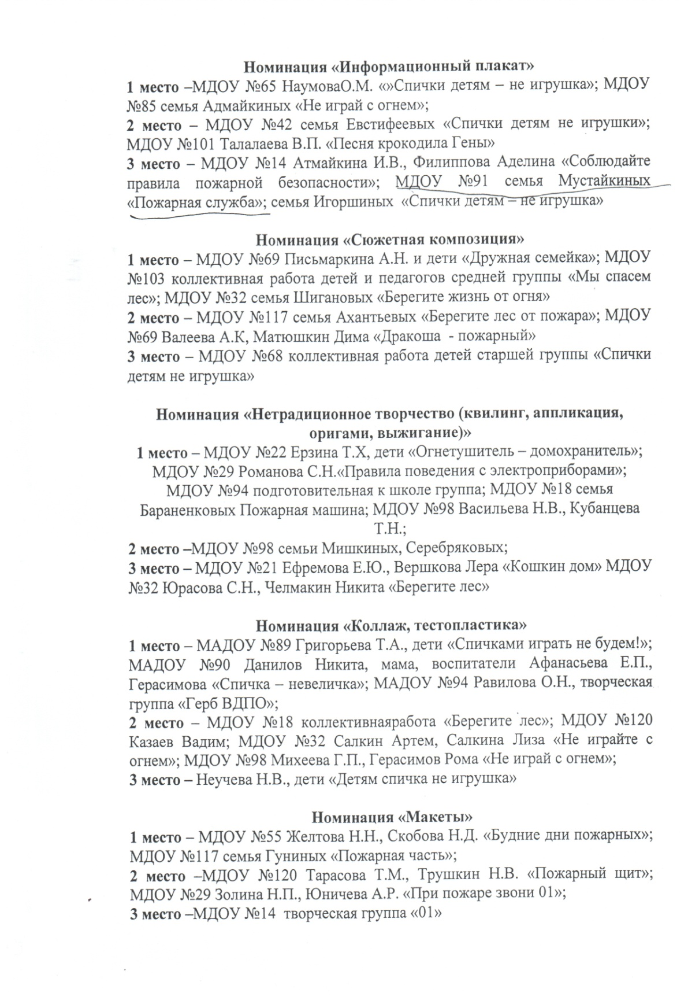 Номинация «Информационный плакат»
1 место –МДОУ №65 НаумоваО.М. «»Спички детям – не игрушка»; МДОУ
№85 семья Адмайкиных «Не играй с огнем»;
2 место – МДОУ №42 семья Евстифеевых «Спички детям не игрушки»;
МДОУ №101 Талалаева В.П. «Песня крокодила Гены»
3 место – МДОУ №14 Атмайкина И.В., Филиппова Аделина «Соблюдайте
правила пожарной безопасности»; МДОУ №91 семья Мустайкиных
«Пожарная служба»; семья Игоршиных «Спички детям – не игрушка»
Номинация «Сюжетная композиция»
1 место – МДОУ №69 Письмаркина А.Н. и дети «Дружная семейка»; МДОУ
№103 коллективная работа детей и педагогов средней группы «Мы спасем
лес»; МДОУ №32 семья Шигановых «Берегите жизнь от огня»
2 место – МДОУ №117 семья Ахантьевых «Берегите лес от пожара»; МДОУ
№69 Валеева А.К, Матюшкин Дима «Дракоша - пожарный»
3 место – МДОУ №68 коллективная работа детей старшей группы «Спички
детям не игрушка»
Номинация «Нетрадиционное творчество (квилинг, аппликация,
оригами, выжигание)»
1 место – МДОУ №22 Ерзина Т.Х, дети «Огнетушитель – домохранитель»;
МДОУ №29 Романова С.Н.«Правила поведения с электроприборами»;
МДОУ №94 подготовительная к школе группа; МДОУ №18 семья
Бараненковых Пожарная машина; МДОУ №98 Васильева Н.В., Кубанцева
Т.Н.;
2 место –МДОУ №98 семьи Мишкиных, Серебряковых;
3 место – МДОУ №21 Ефремова Е.Ю., Вершкова Лера «Кошкин дом» МДОУ
№32 Юрасова С.Н., Челмакин Никита «Берегите лес»
Номинация «Коллаж, тестопластика»
1 место – МАДОУ №89 Григорьева Т.А., дети «Спичками играть не будем!»;
МАДОУ №90 Данилов Никита, мама, воспитатели Афанасьева Е.П.,
Герасимова «Спичка – невеличка»; МАДОУ №94 Равилова О.Н., творческая
группа «Герб ВДПО»;
2 место – МДОУ №18 коллективнаяработа «Берегите лес»; МДОУ №120
Казаев Вадим; МДОУ №32 Салкин Артем, Салкина Лиза «Не играйте с
огнем»; МДОУ №98 Михеева Г.П., Герасимов Рома «Не играй с огнем»;
3 место – Неучева Н.В., дети «Детям спичка не игрушка»
Номинация «Макеты»
1 место – МДОУ №55 Желтова Н.Н., Скобова Н.Д. «Будние дни пожарных»;
МДОУ №117 семья Гуниных «Пожарная часть»;
2 место –МДОУ №120 Тарасова Т.М., Трушкин Н.В. «Пожарный щит»;
МДОУ №29 Золина Н.П., Юничева А.Р. «При пожаре звони 01»;
3 место –МДОУ №14 творческая группа «01»